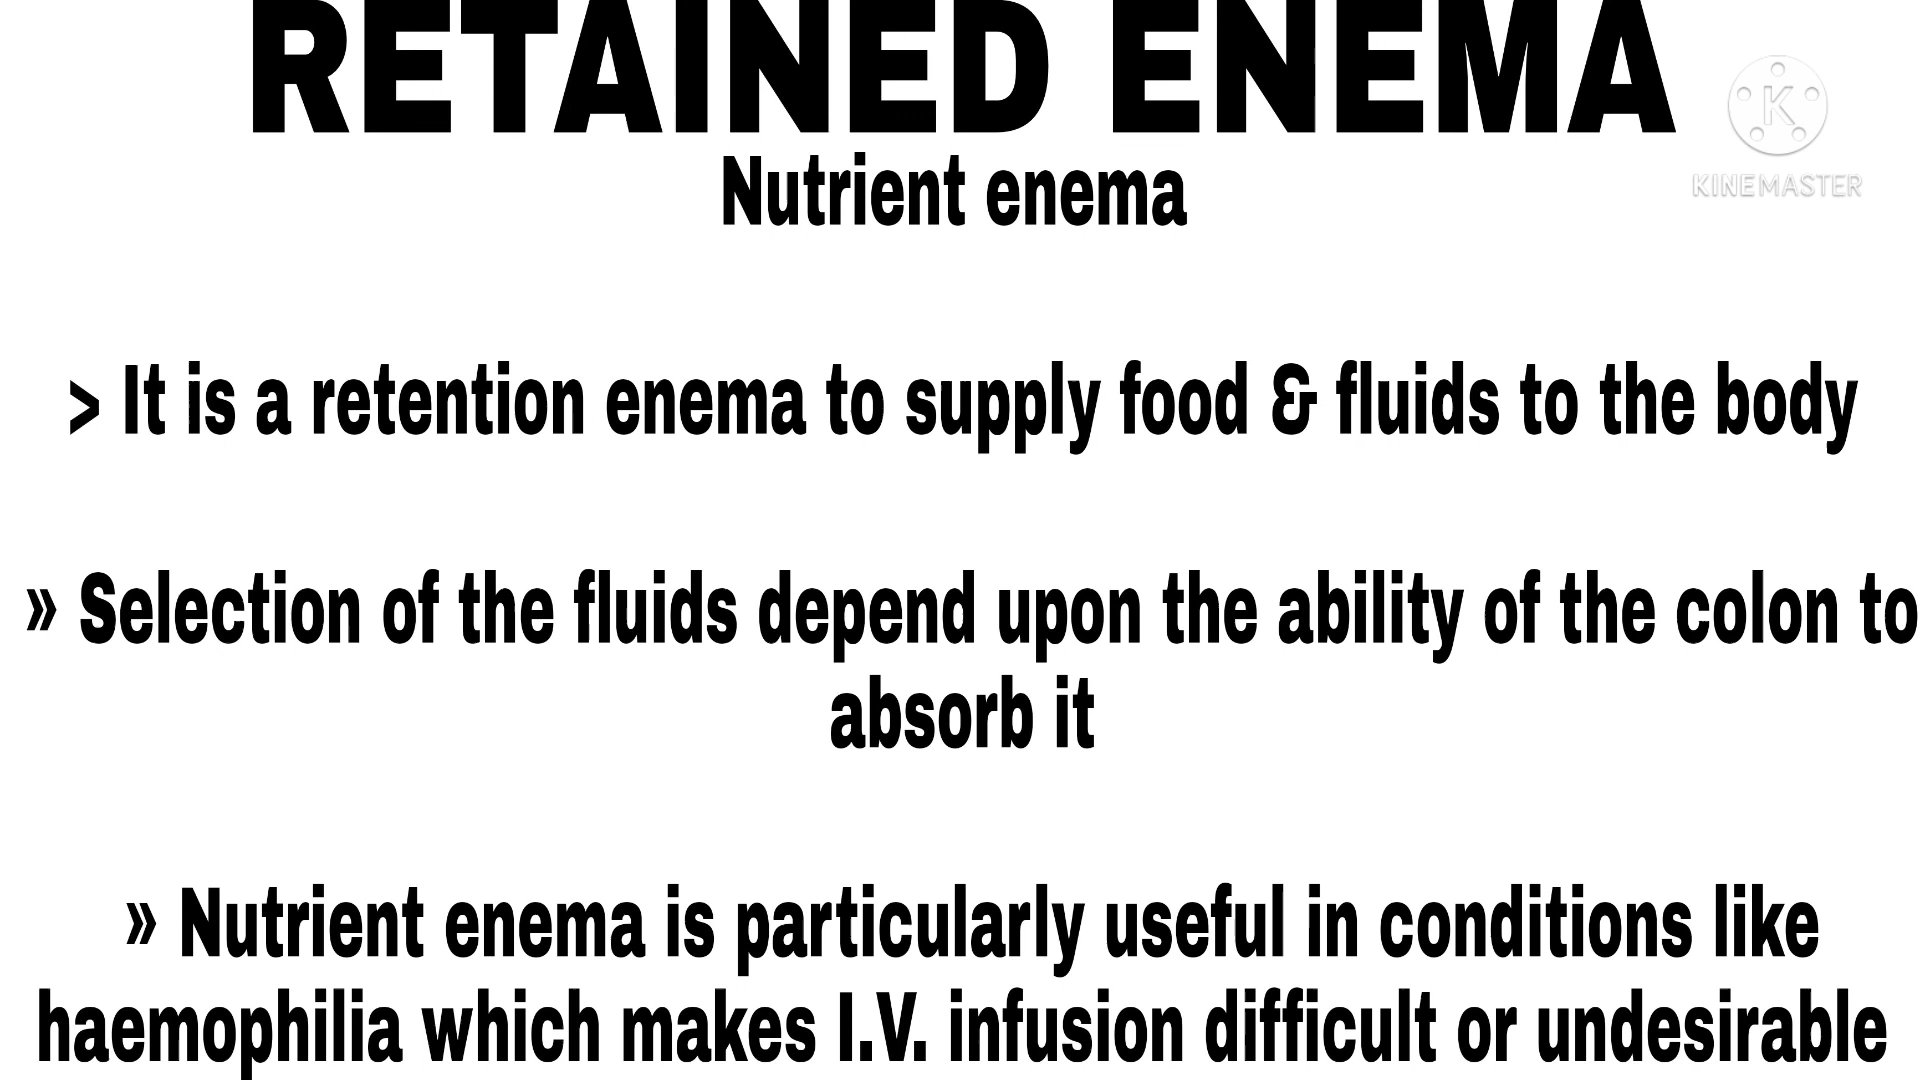 RETAINED ENEMA
Nutrient enema
K
KINEMASTER
> It is a retention enema to supply food & fluids to the body
» Selection of the fluids depend upon the ability of the colon to
absorb it
» Nutrient enema is particularly useful in conditions like
haemophilia which makes I.V. infusion difficult or undesirable